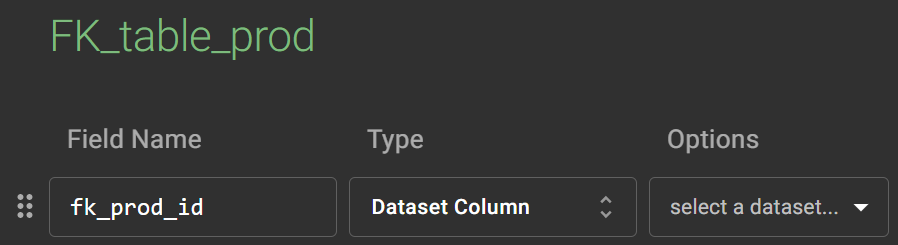 FK_table_prod
Field Name Type Options
fk_prod_id Dataset Column select a dataset...